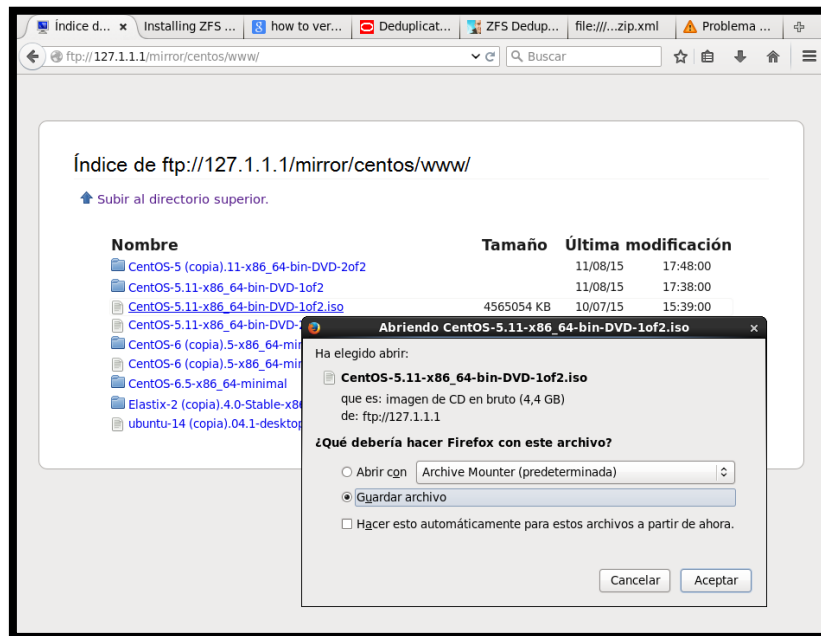 Índice d... × Installing ZFS ... how to ver... Deduplicat... ZFS Dedup... file:///...zip.xml Problema ...
ftp://127.1.1.1/mirror/centos/www/ Buscar
Índice de ftp://127.1.1.1/mirror/centos/www/
Subir al directorio superior.
Nombre Tamaño Última modificación
CentOS-5 (copia).11-x86_64-bin-DVD-2of2 11/08/15 17:48:00
CentOS-5.11-x86_64-bin-DVD-1of2 11/08/15 17:38:00
CentOS-5.11-x86_64-bin-DVD-1of2.iso 4565054 KB 10/07/15 15:39:00
CentOS-5.11-x86_64-bin-DVD-
CentOS-6 (copia).5-x86_64-mir
CentOS-6 (copia).5-x86_64-mir
CentOS-6.5-x86_64-minimal
Elastix-2 (copia).4.0-Stable-x86
ubuntu-14 (copia).04.1-desktop
Abriendo CentOS-5.11-x86_64-bin-DVD-1of2.iso ×
Ha elegido abrir:
CentOS-5.11-x86_64-bin-DVD-1of2.iso
que es: imagen de CD en bruto (4,4 GB)
de: ftp://127.1.1.1
¿Qué debería hacer Firefox con este archivo?
Abrir con Archive Mounter (predeterminada)
Guardar archivo
Hacer esto automáticamente para estos archivos a partir de ahora.
Cancelar Aceptar